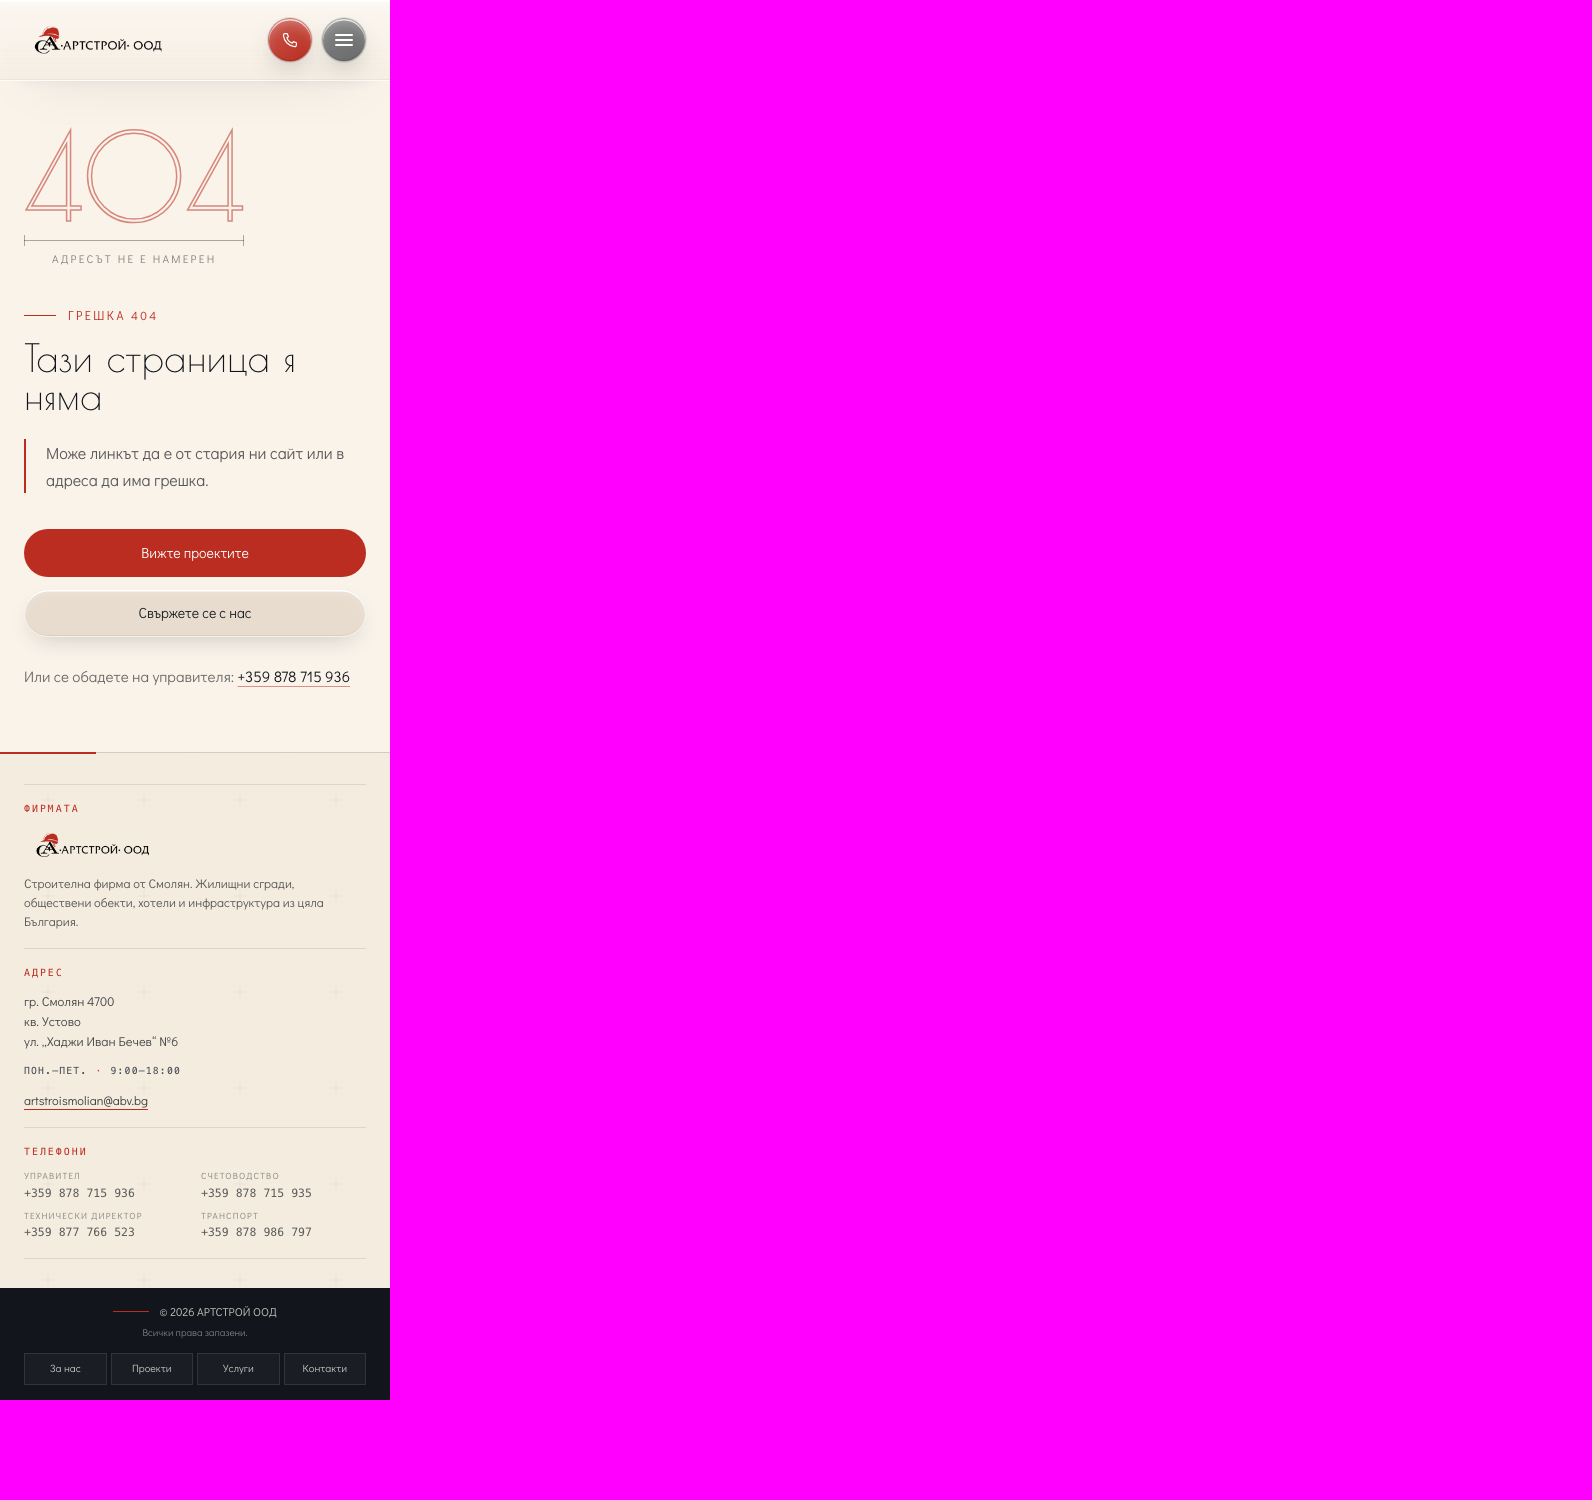 А·АРТСТРОЙ· ООД
404
АДРЕСЪТ НЕ Е НАМЕРЕН
ГРЕШКА 404
Тази страница я
няма
Може линкът да е от стария ни сайт или в
адреса да има грешка.
Вижте проектите
Свържете се с нас
Или се обадете на управителя: +359 878 715 936
ФИРМАТА
А·АРТСТРОЙ· ООД
Строителна фирма от Смолян. Жилищни сгради,
обществени обекти, хотели и инфраструктура из цяла
България.
АДРЕС
гр. Смолян 4700
кв. Устово
ул. „Хаджи Иван Бечев“ №6
ПОН.–ПЕТ. · 9:00–18:00
artstroismolian@abv.bg
ТЕЛЕФОНИ
УПРАВИТЕЛ
+359 878 715 936
СЧЕТОВОДСТВО
+359 878 715 935
ТЕХНИЧЕСКИ ДИРЕКТОР
+359 877 766 523
ТРАНСПОРТ
+359 878 986 797
© 2026 АРТСТРОЙ ООД
Всички права запазени.
За нас
Проекти
Услуги
Контакти